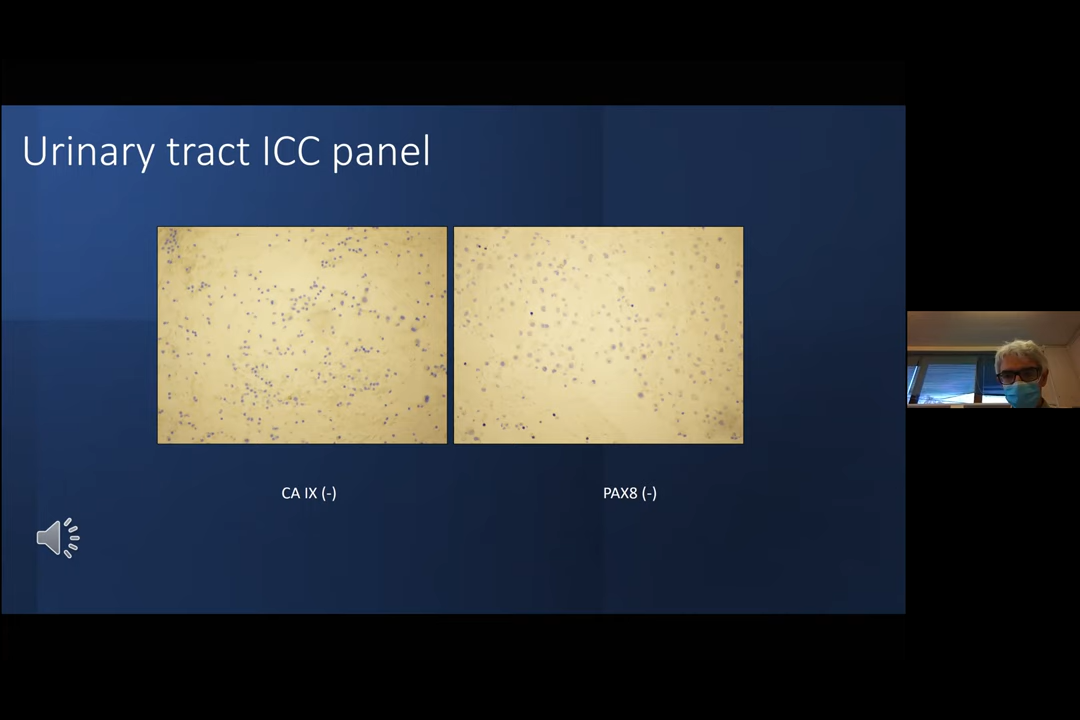 Urinary tract ICC panel
CA IX (-)
PAX8 (-)